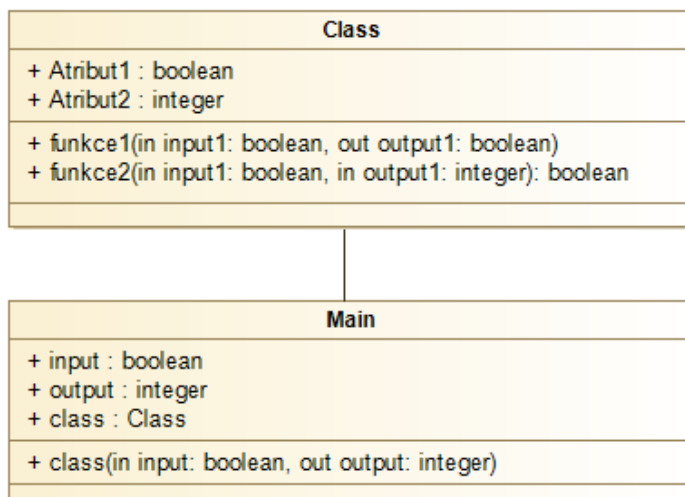 Class
+ Atribut1 : boolean
+ Atribut2 : integer
+ funkce1(in input1: boolean, out output1: boolean)
+ funkce2(in input1: boolean, in output1: integer): boolean
Main
+ input : boolean
+ output : integer
+ class : Class
+ class(in input: boolean, out output: integer)